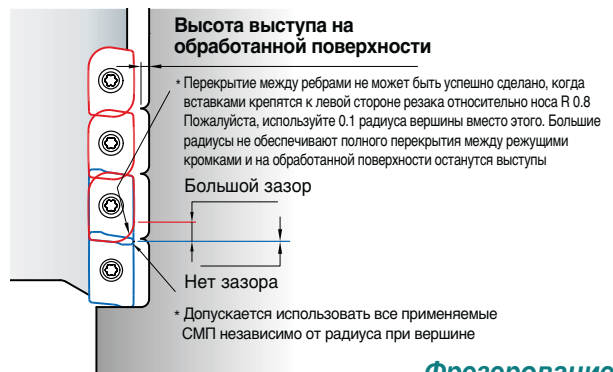 Высота выступа на
обработанной поверхности
* Перекрытие между ребрами не может быть успешно сделано, когда
вставками крепятся к левой стороне резака относительно носа R 0.8
Пожалуйста, используйте 0.1 радиуса вершины вместо этого. Большие
радиусы не обеспечивают полного перекрытия между режущими
кромками и на обработанной поверхности останутся выступы
Большой зазор
Нет зазора
* Допускается использовать все применяемые
СМП независимо от радиуса при вершине
Фрезерование